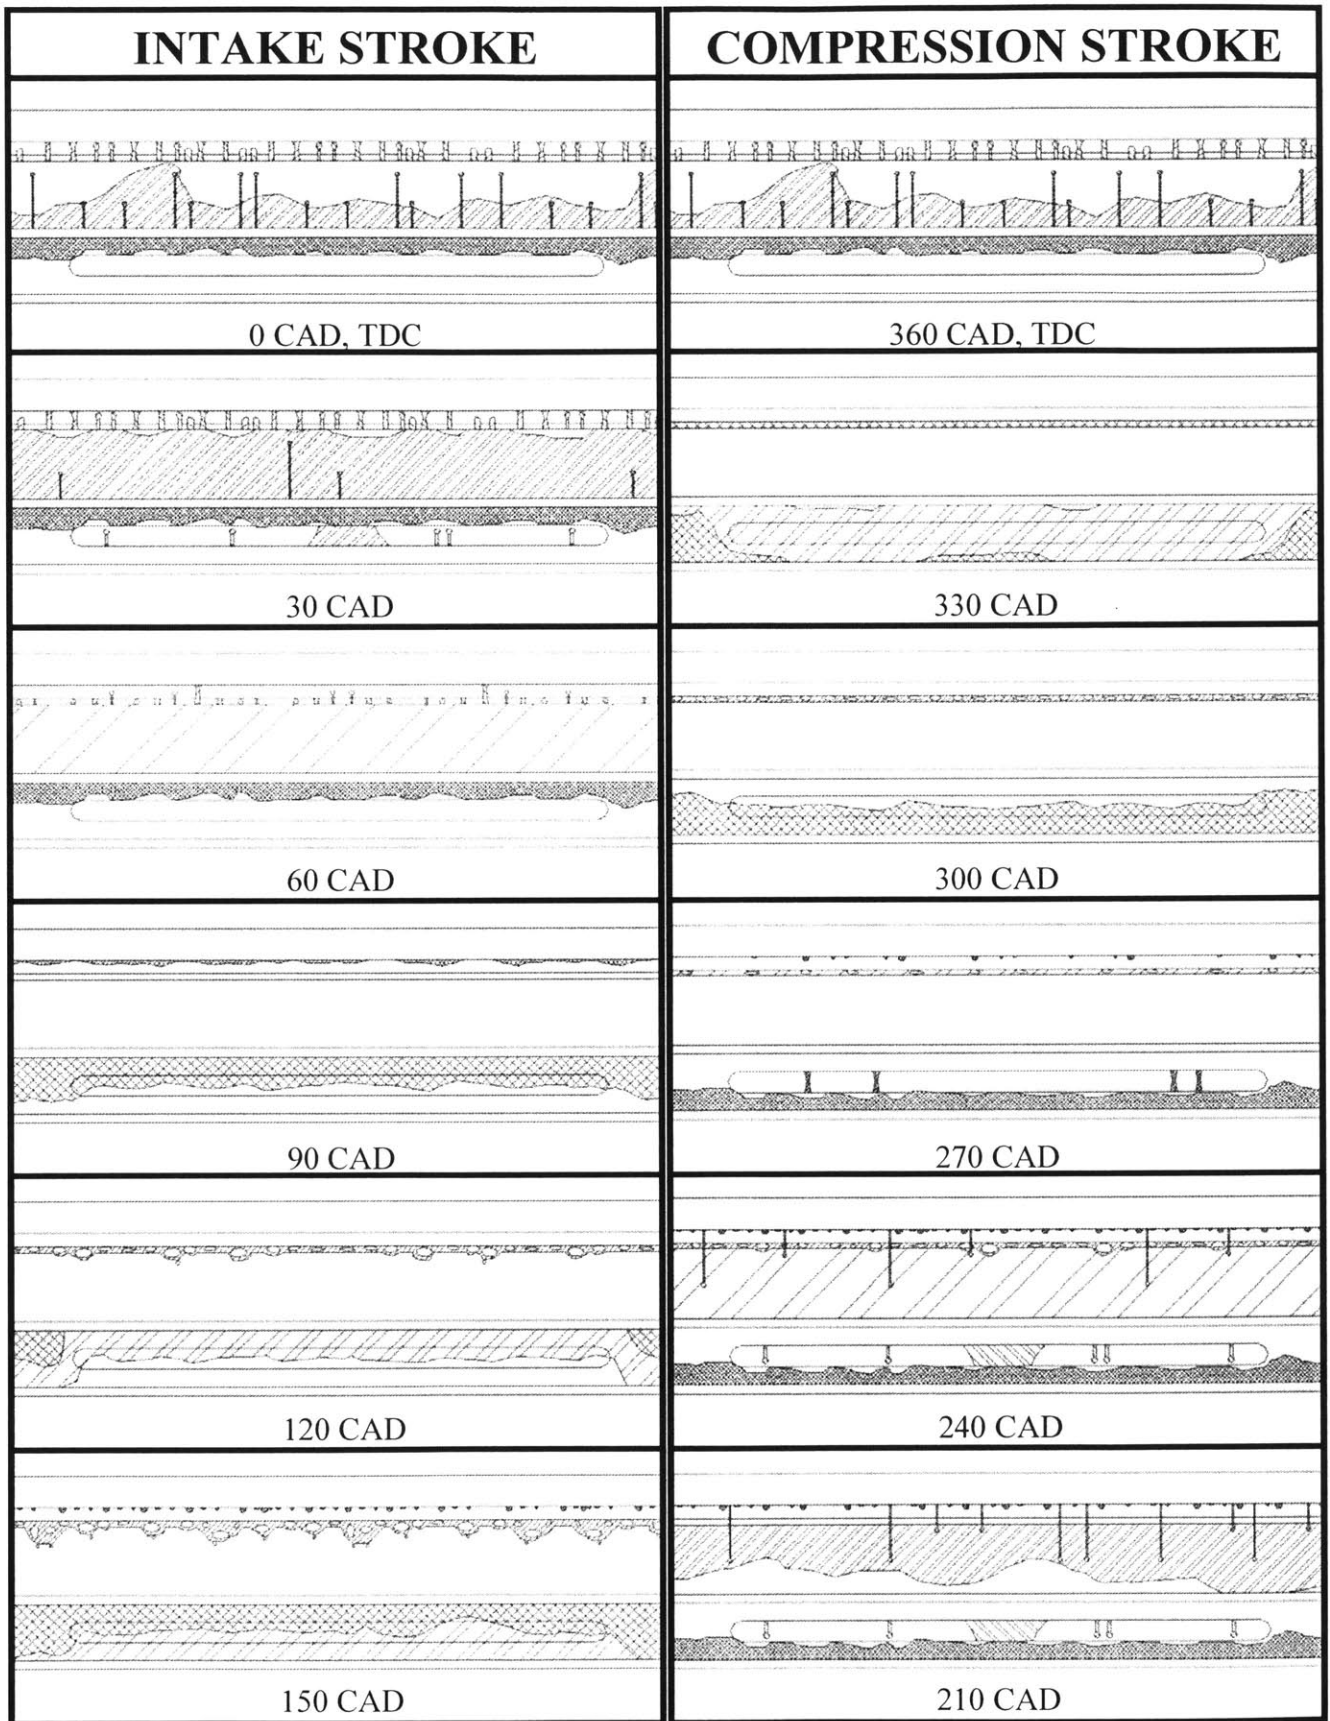 INTAKE STROKE
COMPRESSION STROKE
0 CAD, TDC
360 CAD, TDC
30 CAD
330 CAD
60 CAD
300 CAD
90 CAD
270 CAD
120 CAD
240 CAD
150 CAD
210 CAD